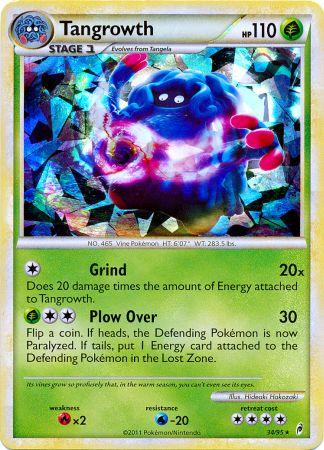 Tangrowth
HP 110
STAGE 1
Evolves from Tangela
NO. 465 Vine Pokémon HT: 6'07" WT: 283.5 lbs.
Grind 20x
Does 20 damage times the amount of Energy attached
to Tangrowth.
Plow Over 30
Flip a coin. If heads, the Defending Pokémon is now
Paralyzed. If tails, put 1 Energy card attached to the
Defending Pokémon in the Lost Zone.
Its vines grow so profusely that, in the warm season, you can't even see its eyes.
Illus. Hideaki Hakozaki
weakness resistance retreat cost
×2 -20
©2011 Pokémon/Nintendo 34/95 ★